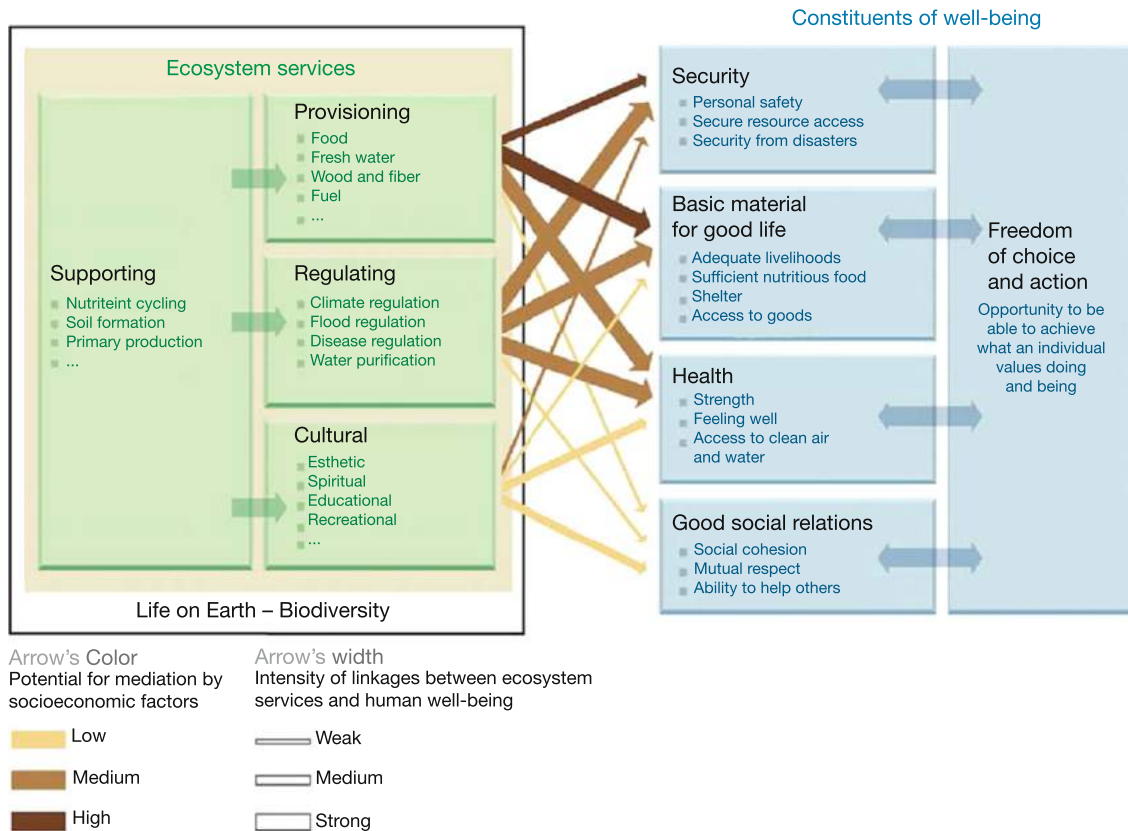 Constituents of well-being
Ecosystem services
Supporting
Nutriteint cycling
Soil formation
Primary production
...
Provisioning
Food
Fresh water
Wood and fiber
Fuel
...
Regulating
Climate regulation
Flood regulation
Disease regulation
Water purification
Cultural
Esthetic
Spiritual
Educational
Recreational
...
Life on Earth – Biodiversity
Security
Personal safety
Secure resource access
Security from disasters
Basic material
for good life
Adequate livelihoods
Sufficient nutritious food
Shelter
Access to goods
Health
Strength
Feeling well
Access to clean air
and water
Good social relations
Social cohesion
Mutual respect
Ability to help others
Freedom
of choice
and action
Opportunity to be
able to achieve
what an individual
values doing
and being
Arrow's Color
Potential for mediation by
socioeconomic factors
Low
Medium
High
Arrow's width
Intensity of linkages between ecosystem
services and human well-being
Weak
Medium
Strong